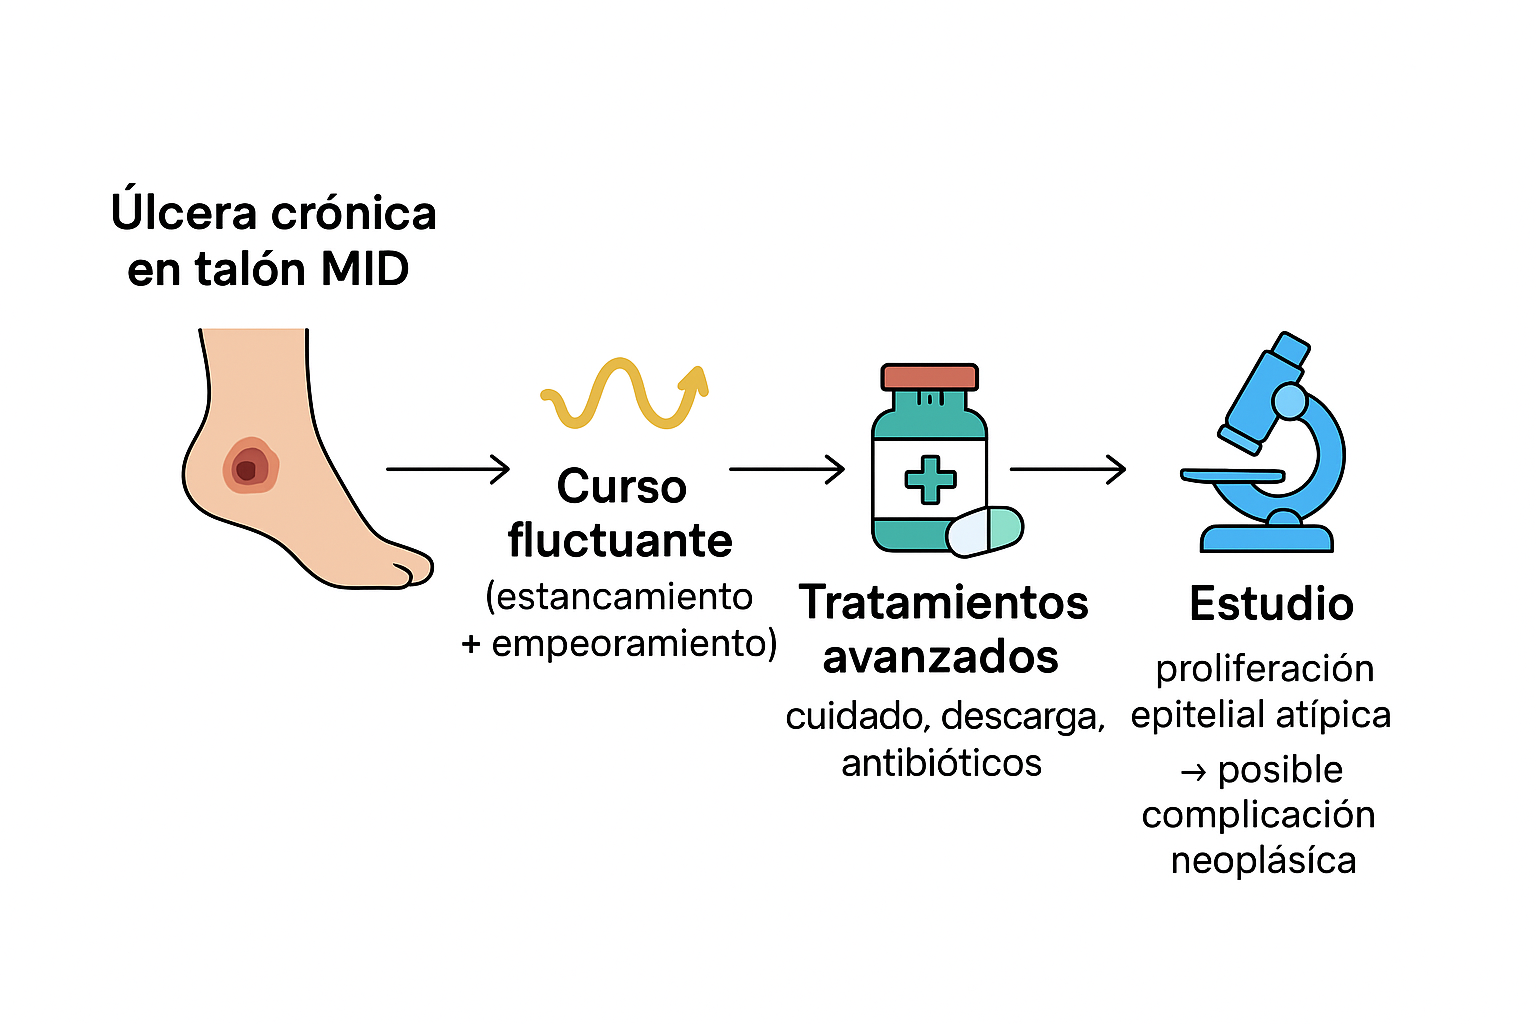 Úlcera crónica
en talón MID
Curso
fluctuante
(estancamiento
+ empeoramiento)
Tratamientos
avanzados
cuidado, descarga,
antibióticos
Estudio
proliferación
epitelial atípica
→ posible
complicación
neoplásíca